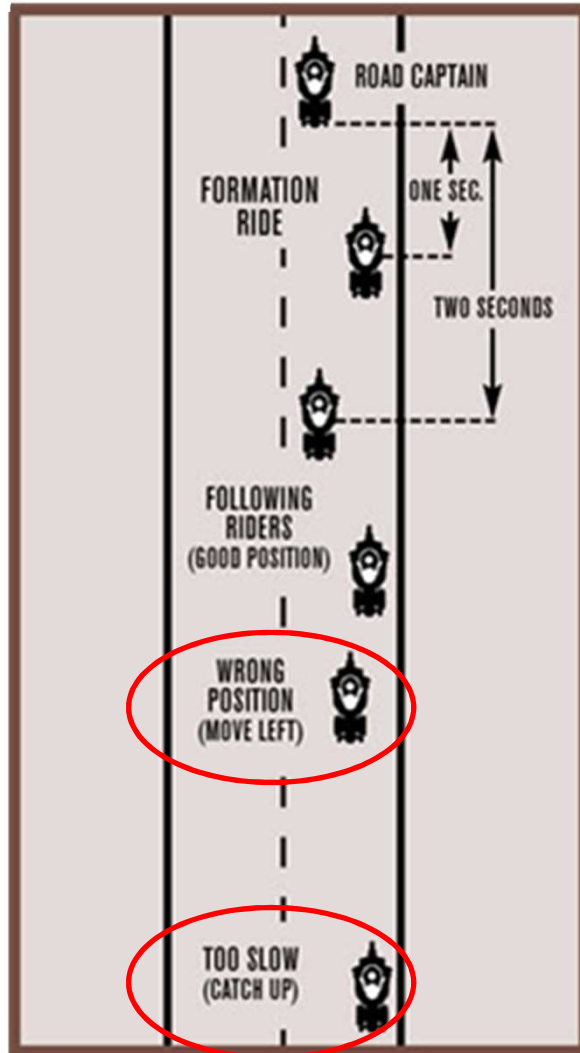 ROAD CAPTAIN
FORMATION
RIDE
ONE SEC.
TWO SECONDS
FOLLOWING
RIDERS
(GOOD POSITION)
WRONG
POSITION
(MOVE LEFT)
TOO SLOW
(CATCH UP)